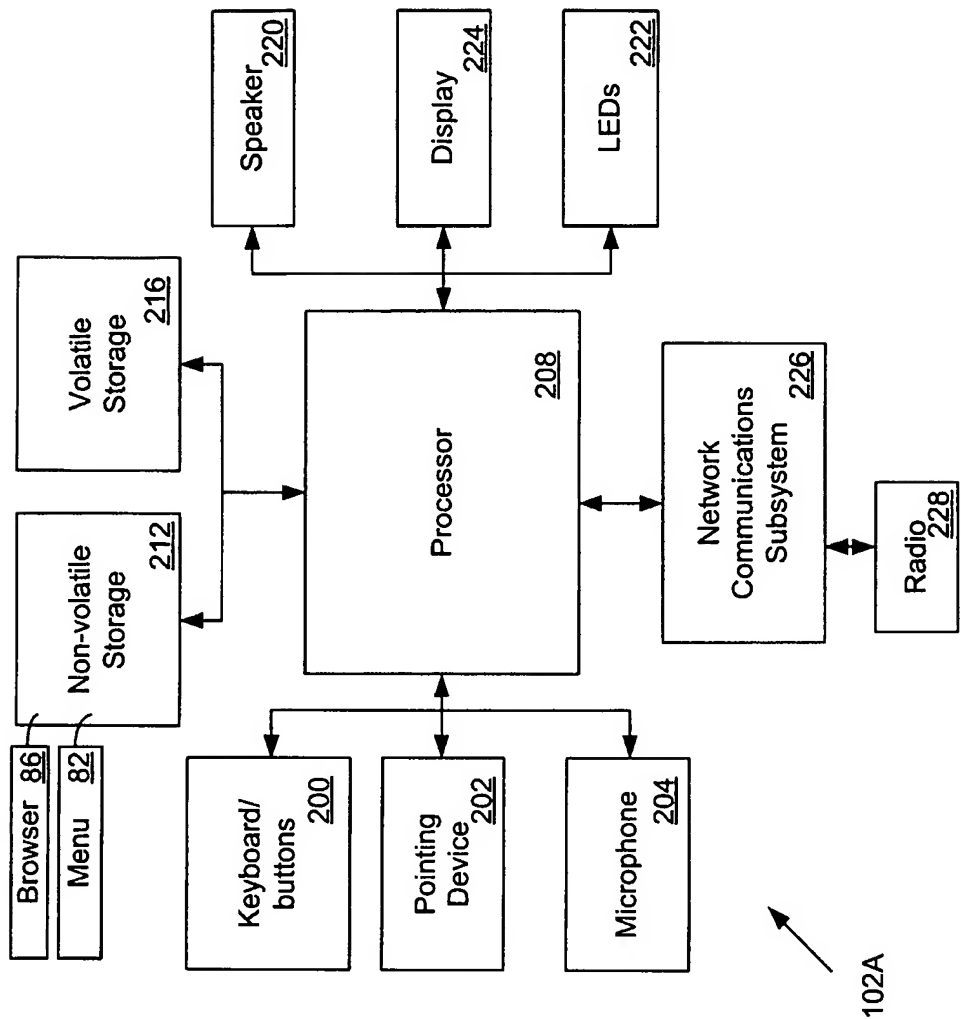 Browser 86
Menu 82
Non-volatile
Storage
212
Volatile
Storage
216
Keyboard/
buttons
200
Pointing
Device
202
Microphone
204
Processor
208
Speaker
220
Display
224
LEDs
222
Network
Communications
Subsystem
226
Radio
228
102A